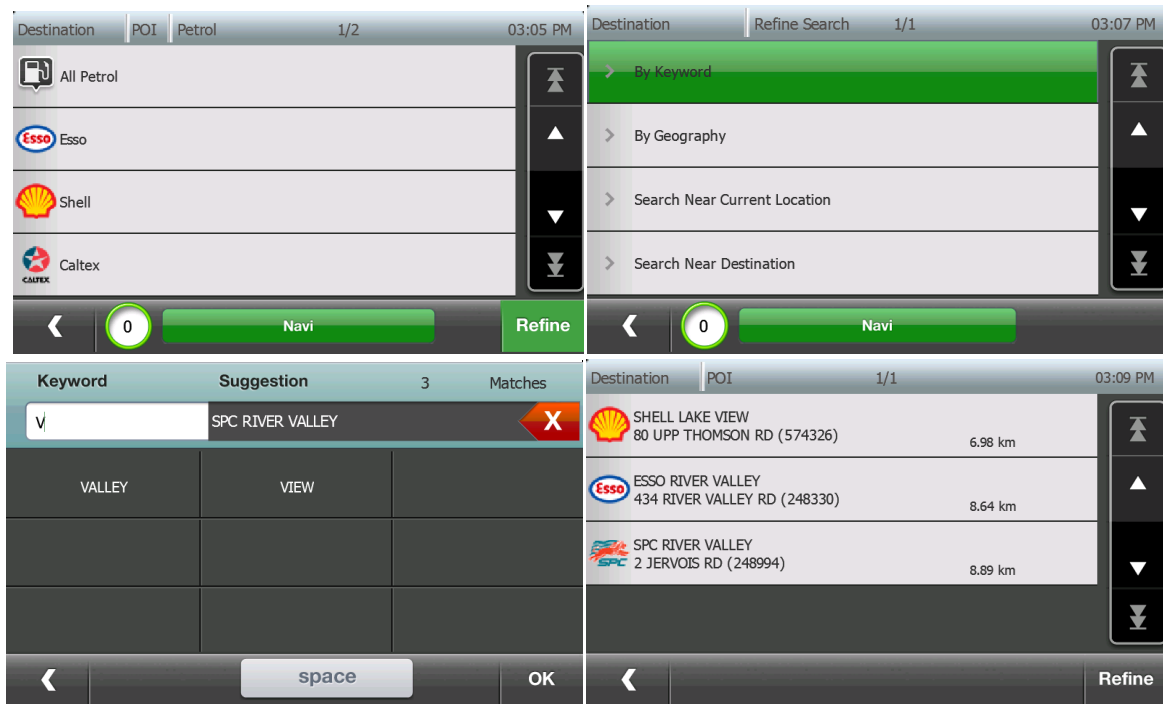 Destination POI Petrol 1/2 03:05 PM
All Petrol
Esso Esso
Shell
CALTEX Caltex
0 Navi Refine
Destination Refine Search 1/1 03:07 PM
By Keyword
By Geography
Search Near Current Location
Search Near Destination
0 Navi
Keyword Suggestion 3 Matches
V SPC RIVER VALLEY X
VALLEY VIEW
space OK
Destination POI 1/1 03:09 PM
SHELL LAKE VIEW
80 UPP THOMSON RD (574326) 6.98 km
Esso ESSO RIVER VALLEY
434 RIVER VALLEY RD (248330) 8.64 km
SPC RIVER VALLEY
SPC 2 JERVOIS RD (248994) 8.89 km
Refine